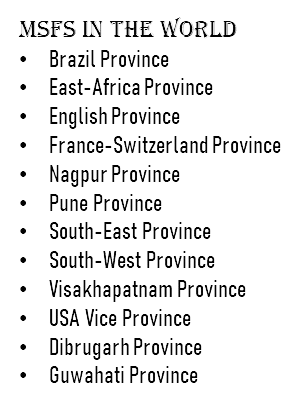 MSFS IN THE WORLD
• Brazil Province
• East-Africa Province
• English Province
• France-Switzerland Province
• Nagpur Province
• Pune Province
• South-East Province
• South-West Province
• Visakhapatnam Province
• USA Vice Province
• Dibrugarh Province
• Guwahati Province